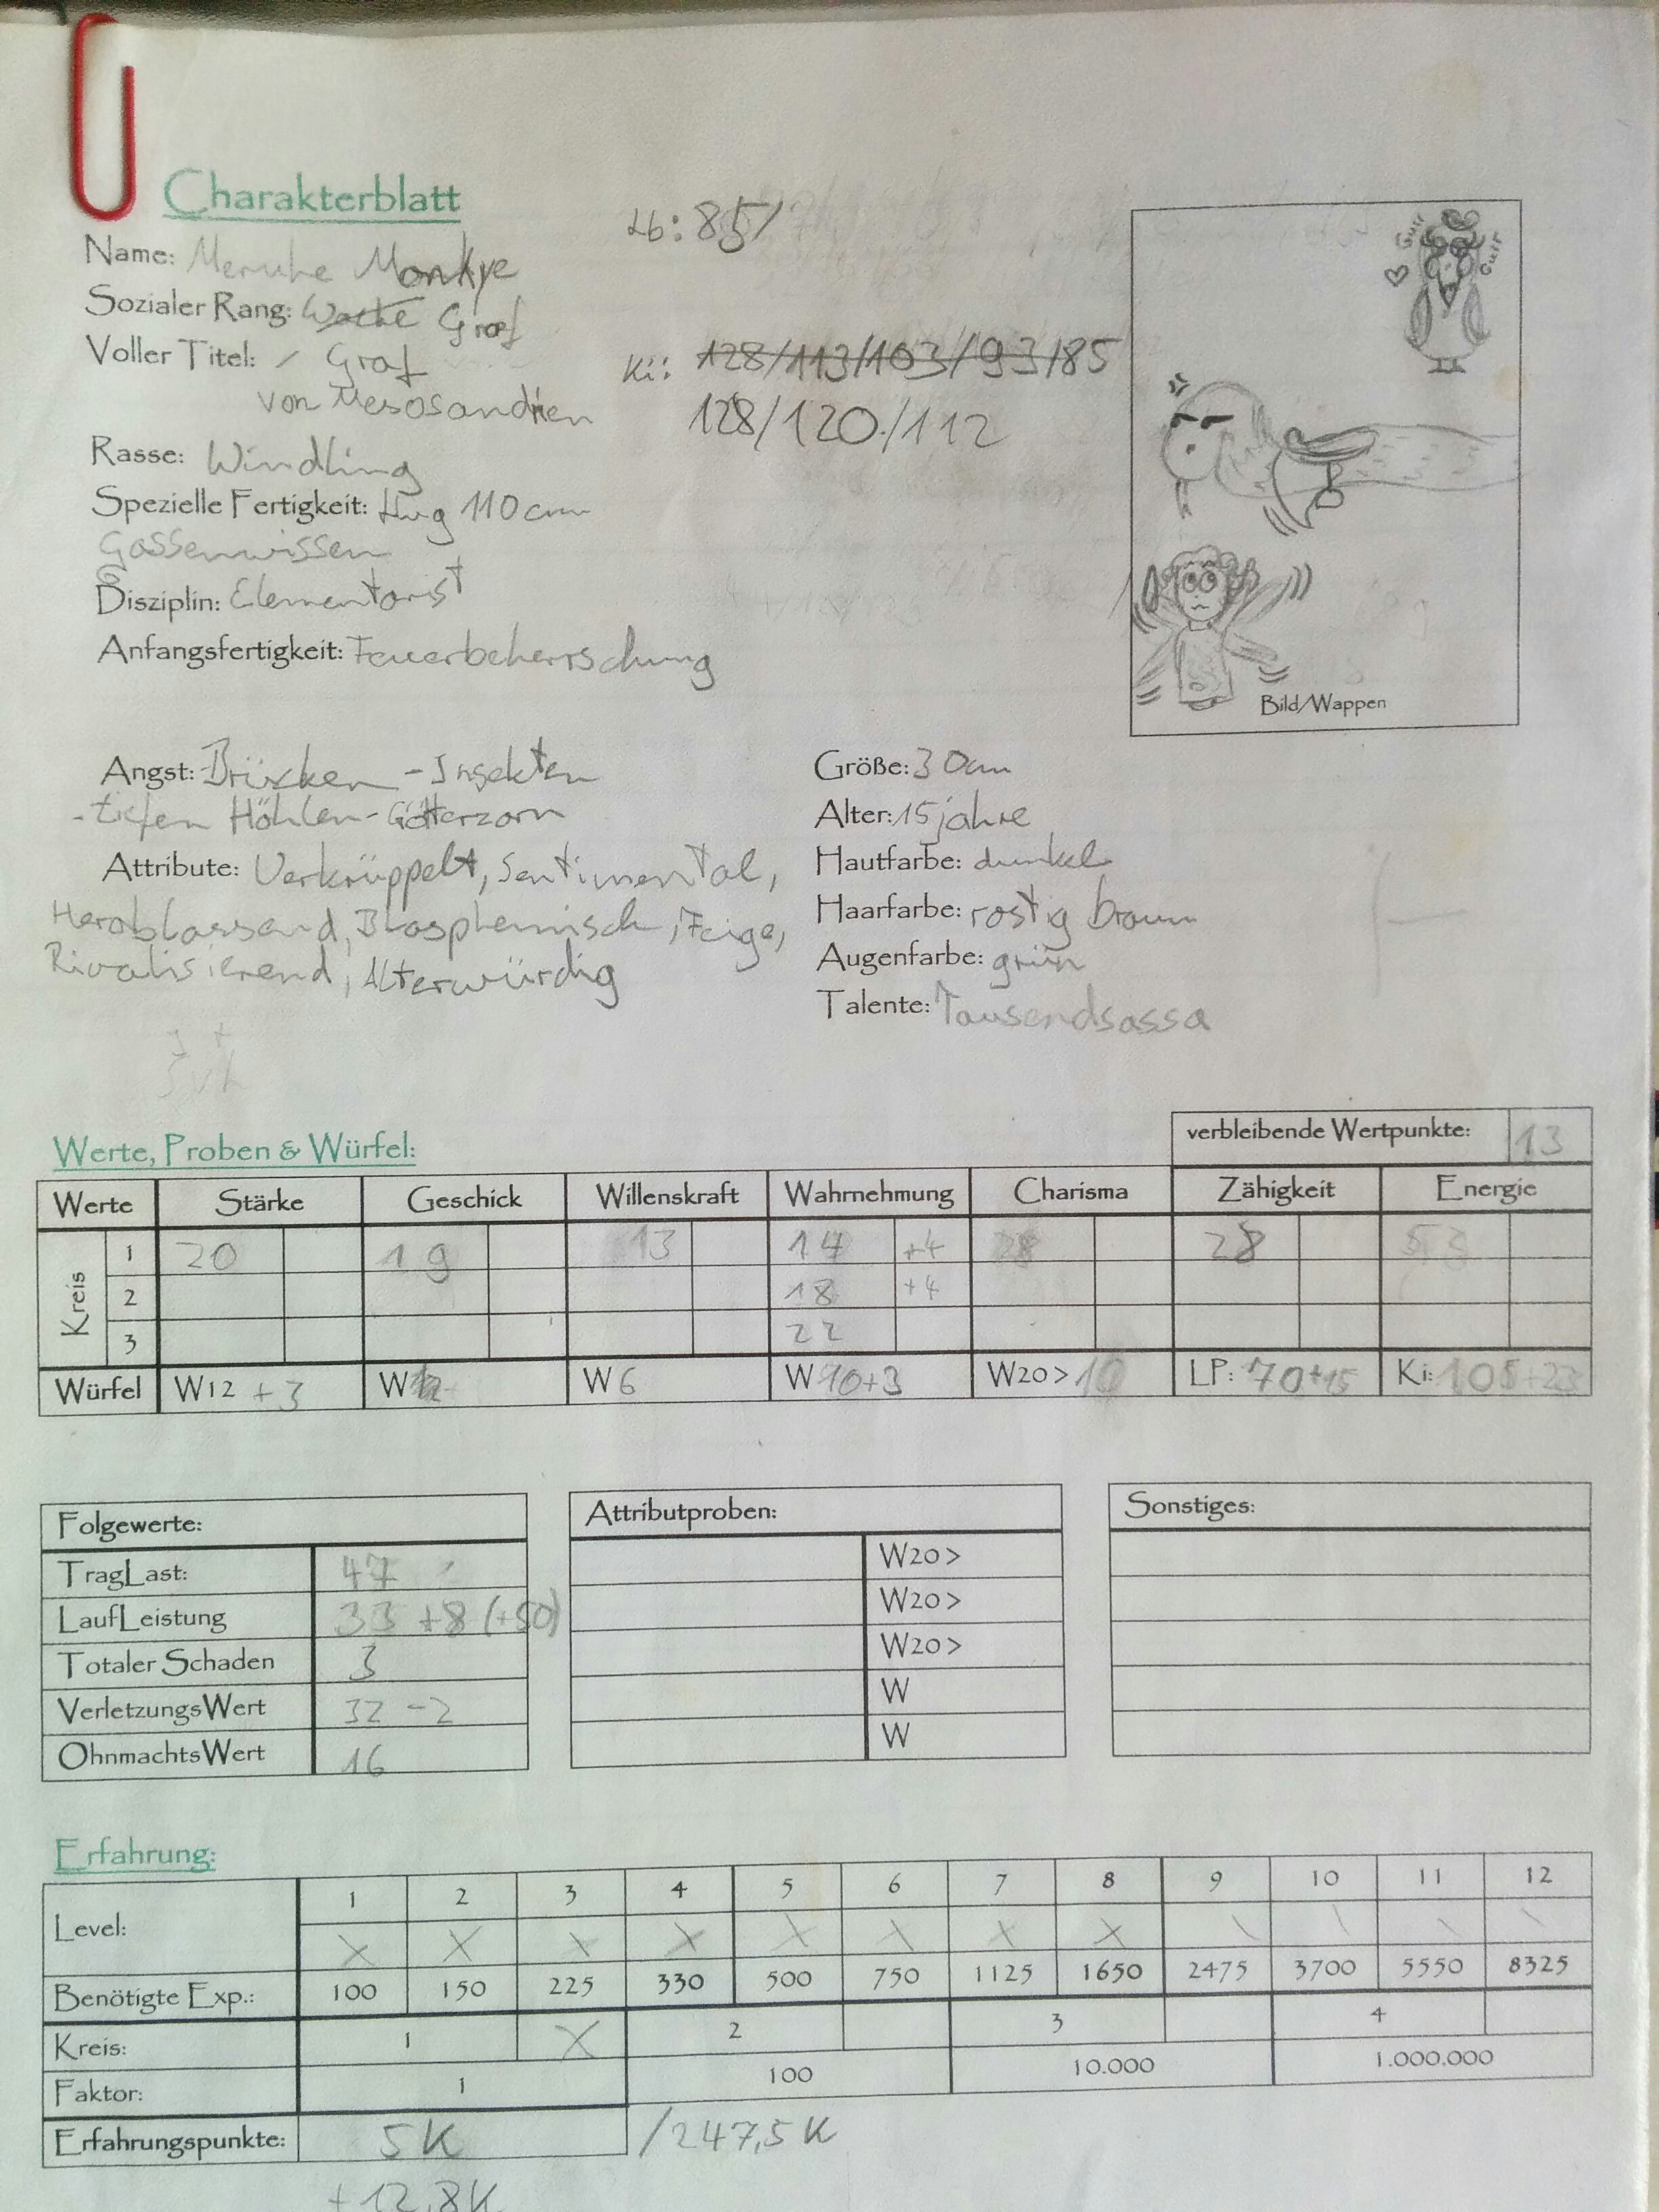 Charakterblatt
Lb: 85/
Name: Meruhe Monkye
Sozialer Rang: Wache Graf
Voller Titel: / Graf
von Mesosandrien
Ki: 128/113/103/93/85
128/120/112
Rasse: Windling
Spezielle Fertigkeit: Flug 110cm
Gassenwissen
Disziplin: Elementarist
Anfangsfertigkeit: Feuerbeherrschung
Gurr
Gurr
Bild/Wappen
Angst: Brücken - Insekten
- tiefen Höhlen - Götterzorn
Attribute: Verkrüppelt, Sentimental,
Herablassend, Blasphemisch, Feige,
Rivalisierend, Alterwürdig
Größe: 30cm
Alter: 15 jahre
Hautfarbe: dunkel
Haarfarbe: rostig braun
Augenfarbe: grün
Talente: Tausendsassa
Werte, Proben & Würfel:
verbleibende Wertpunkte: 13
Werte Stärke Geschick Willenskraft Wahrnehmung Charisma Zähigkeit Energie
Kreis
1 20 19 13 14 +4 28 28 53
2 18 +4
3 22
Würfel W12 +3 W12 W6 W10+3 W20> 10 LP: 70+15 Ki: 105+23
Folgewerte:
TragLast: 47
LaufLeistung 33 +8 (+50)
Totaler Schaden 3
VerletzungsWert 32 -2
OhnmachtsWert 16
Attributproben:
W20>
W20>
W20>
W
W
Sonstiges:
Erfahrung:
Level: 1 2 3 4 5 6 7 8 9 10 11 12
X X X X X X X X \ \ \ \
Benötigte Exp.: 100 150 225 330 500 750 1125 1650 2475 3700 5550 8325
Kreis: 1 X 2 3 4
Faktor: 1 100 10.000 1.000.000
Erfahrungspunkte: 5K /247,5K
+12,8K